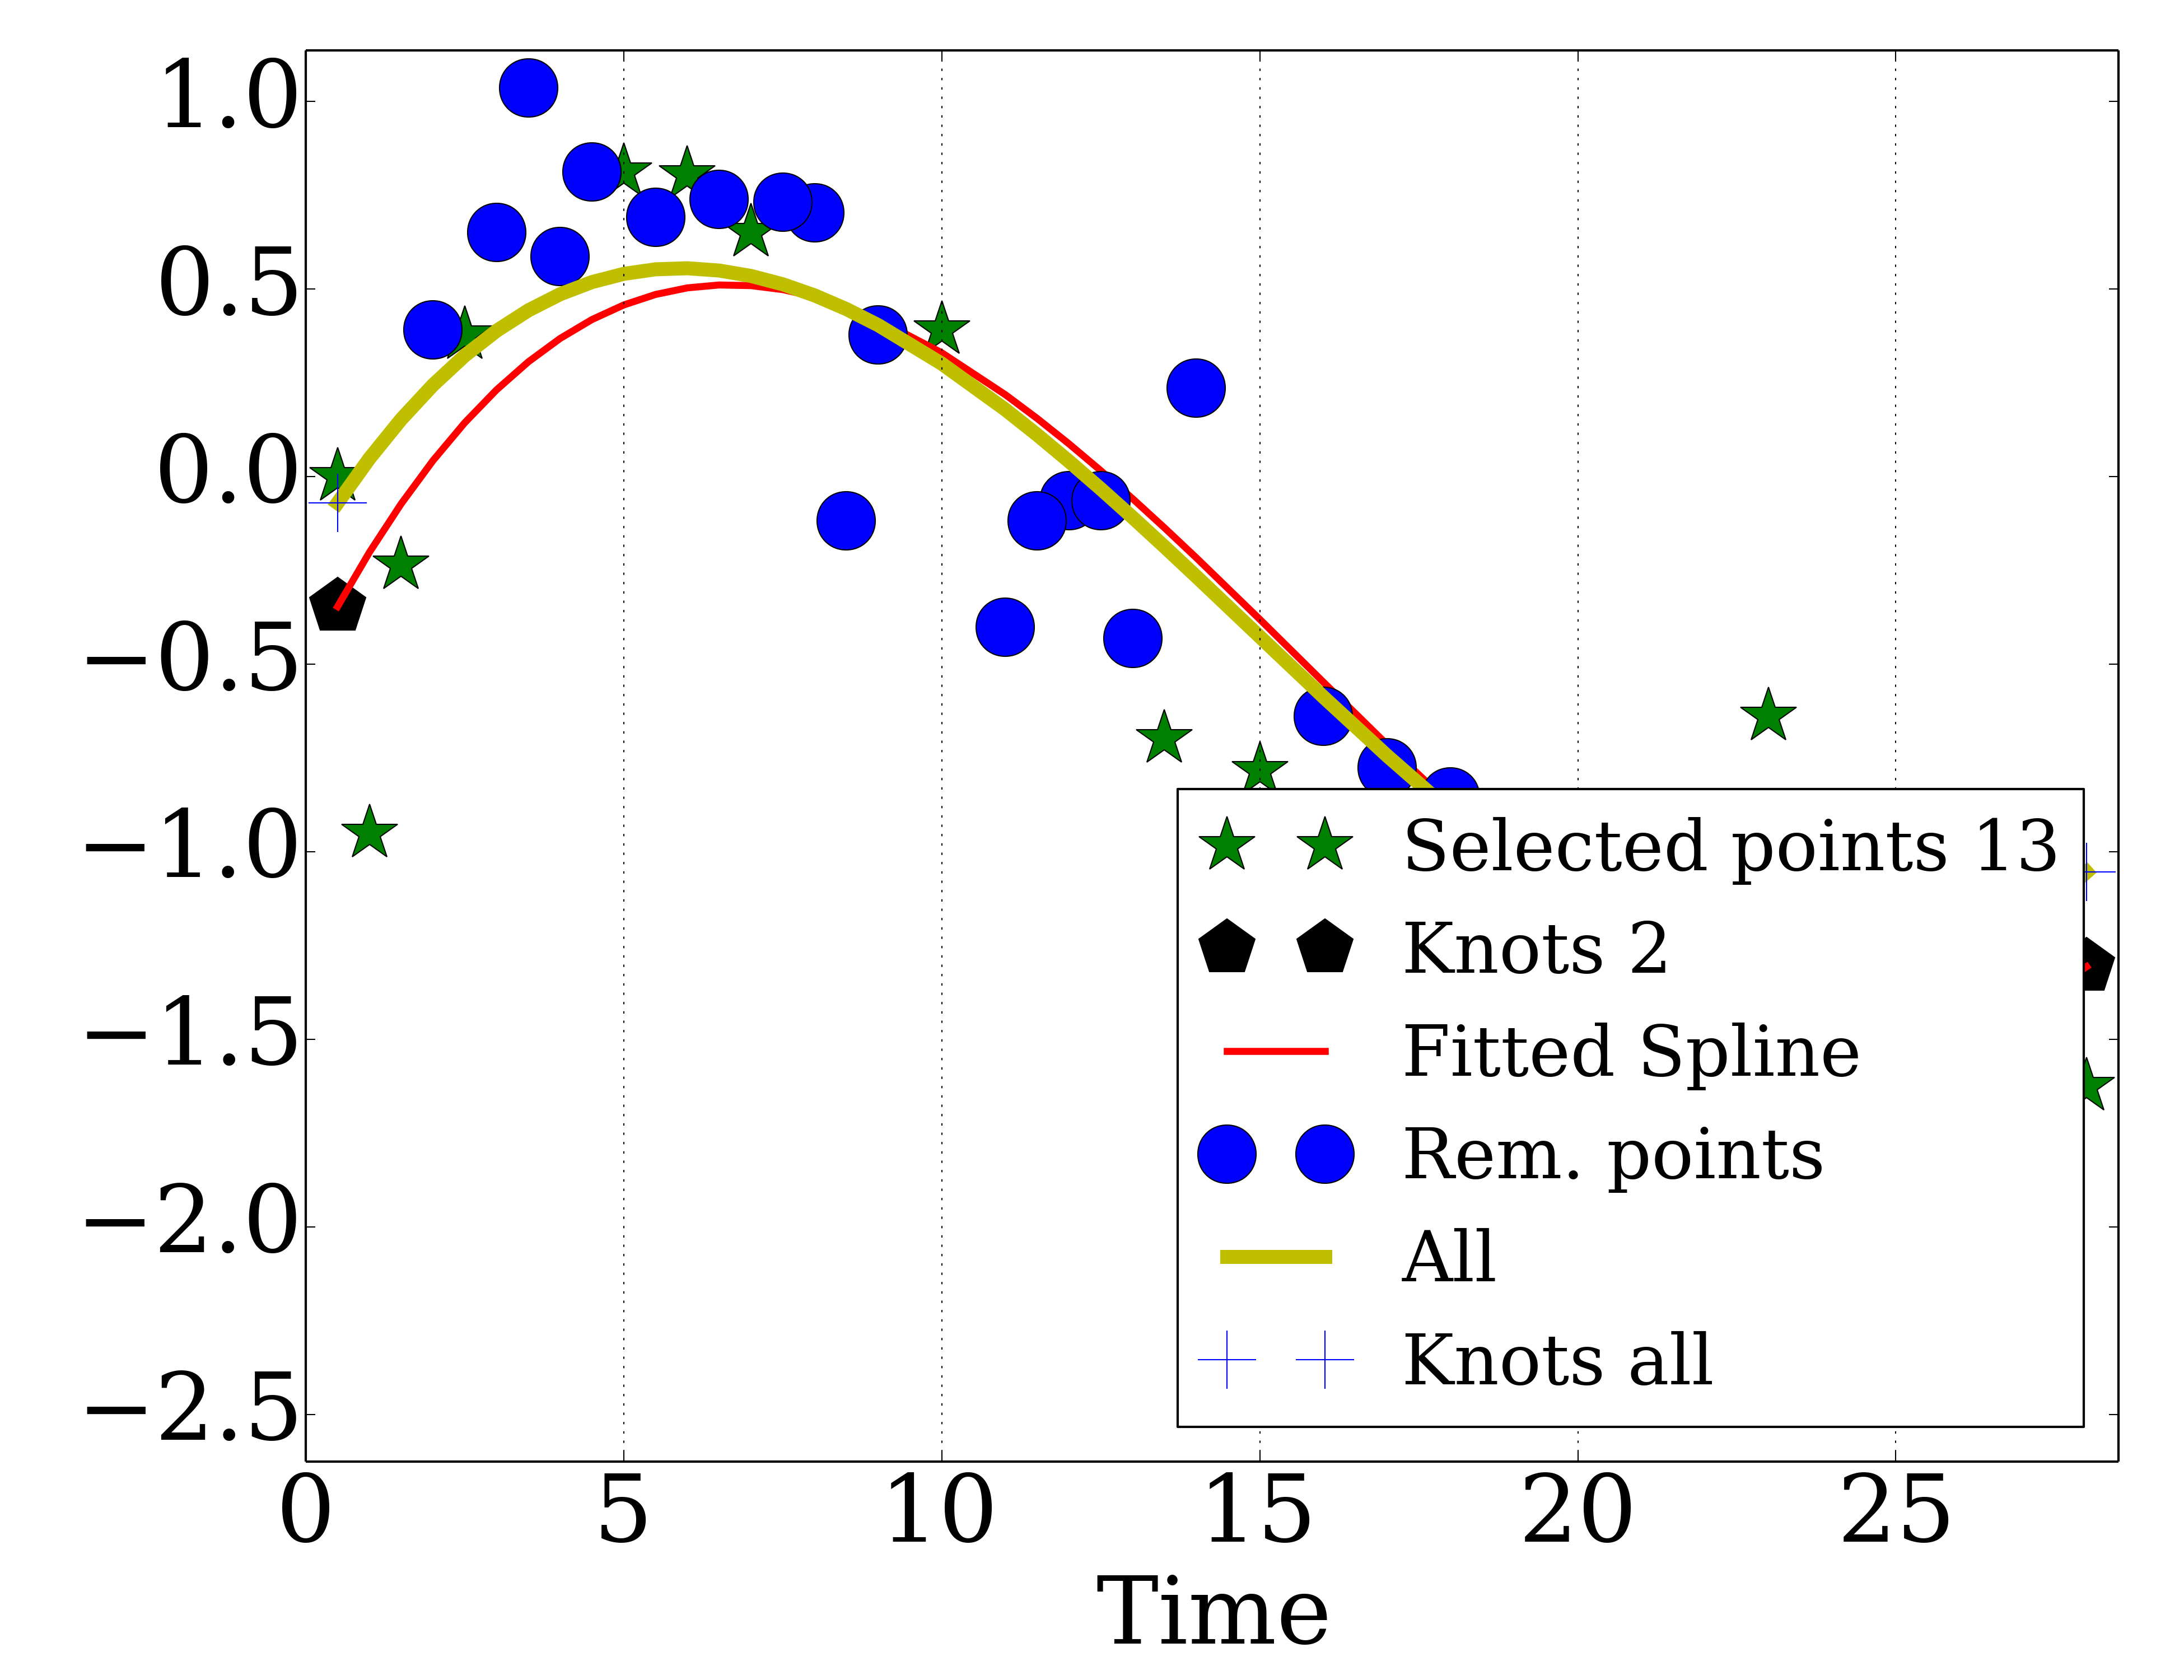 1.0
0.5
0.0
−0.5
−1.0
−1.5
−2.0
−2.5
Selected points 13
Knots 2
Fitted Spline
Rem. points
All
Knots all
0 5 10 15 20 25
Time